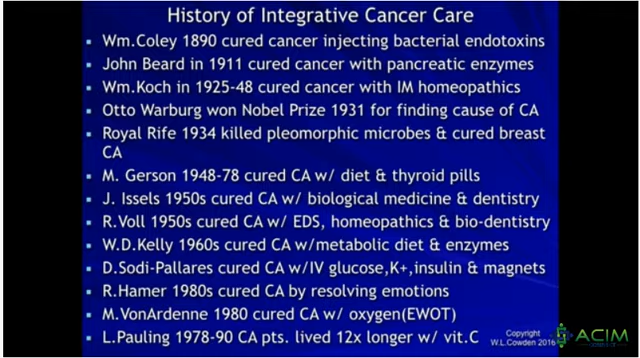 History of Integrative Cancer Care
Wm.Coley 1890 cured cancer injecting bacterial endotoxins
John Beard in 1911 cured cancer with pancreatic enzymes
Wm.Koch in 1925-48 cured cancer with IM homeopathics
Otto Warburg won Nobel Prize 1931 for finding cause of CA
Royal Rife 1934 killed pleomorphic microbes & cured breast
CA
M. Gerson 1948-78 cured CA w/ diet & thyroid pills
J. Issels 1950s cured CA w/ biological medicine & dentistry
R.Voll 1950s cured CA w/ EDS, homeopathics & bio-dentistry
W.D.Kelly 1960s cured CA w/metabolic diet & enzymes
D.Sodi-Pallares cured CA w/IV glucose,K+,insulin & magnets
R.Hamer 1980s cured CA by resolving emotions
M.VonArdenne 1980 cured CA w/ oxygen(EWOT)
L.Pauling 1978-90 CA pts. lived 12x longer w/ vit.C
Copyright
W.L.Cowden 2016
ACIM